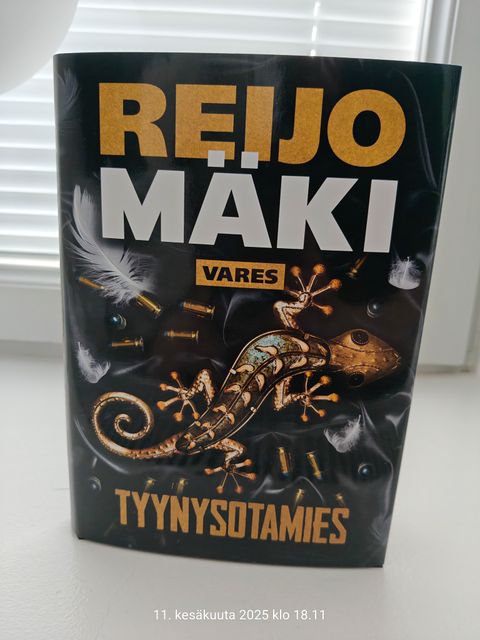 REIJO
MÄKI
VARES
TYYNYSOTAMIES
11. kesäkuuta 2025 klo 18.11